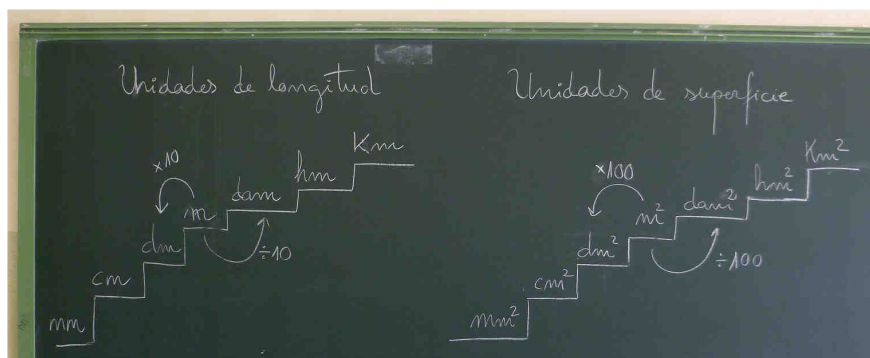 Unidades de longitud
Km
hm
dam
m
dm
cm
mm
×10
÷10
Unidades de superficie
Km²
hm²
dam²
m²
dm²
cm²
mm²
×100
÷100